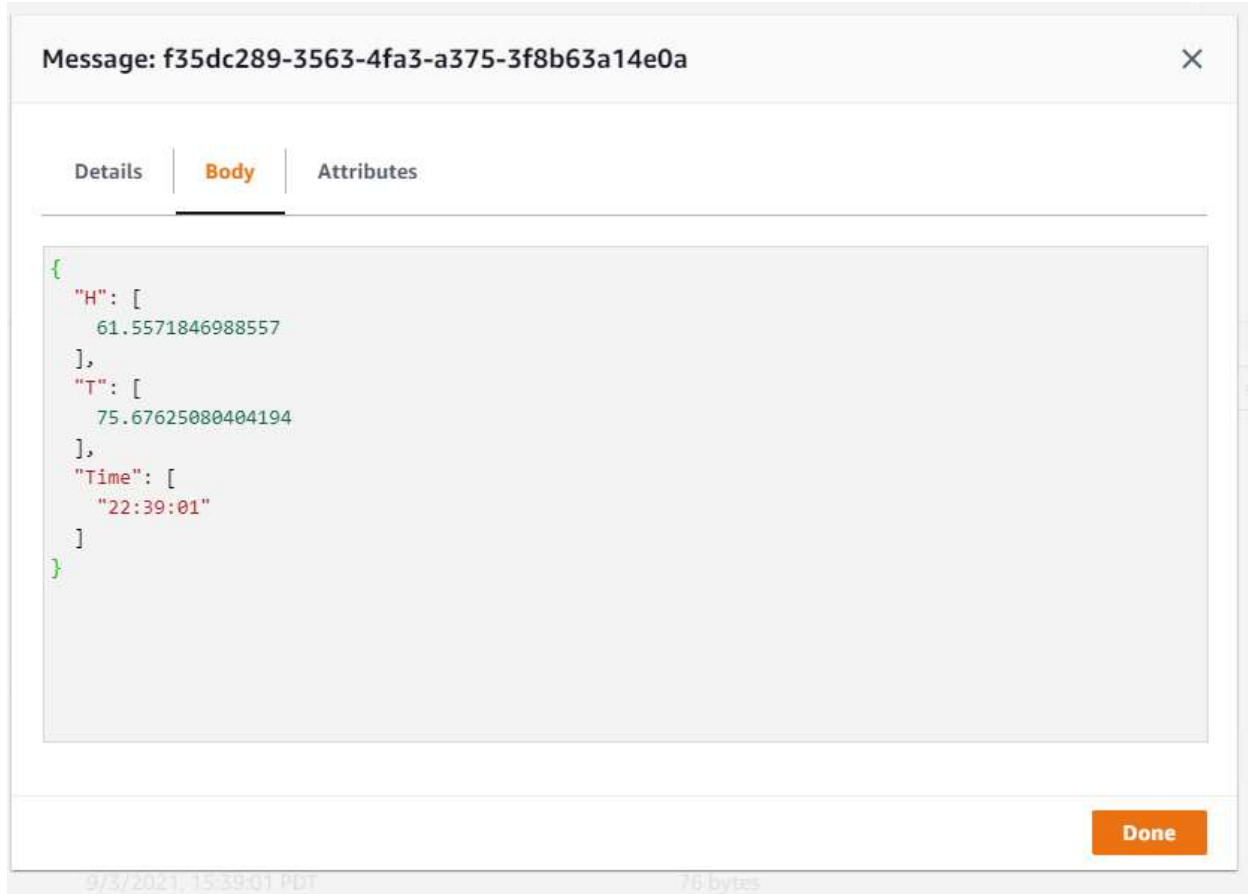 Message: f35dc289-3563-4fa3-a375-3f8b63a14e0a
Details Body Attributes
{
"H": [
61.5571846988557
],
"T": [
75.67625080404194
],
"Time": [
"22:39:01"
]
}
Done
9/3/2021, 15:39:01 PDT 76 bytes